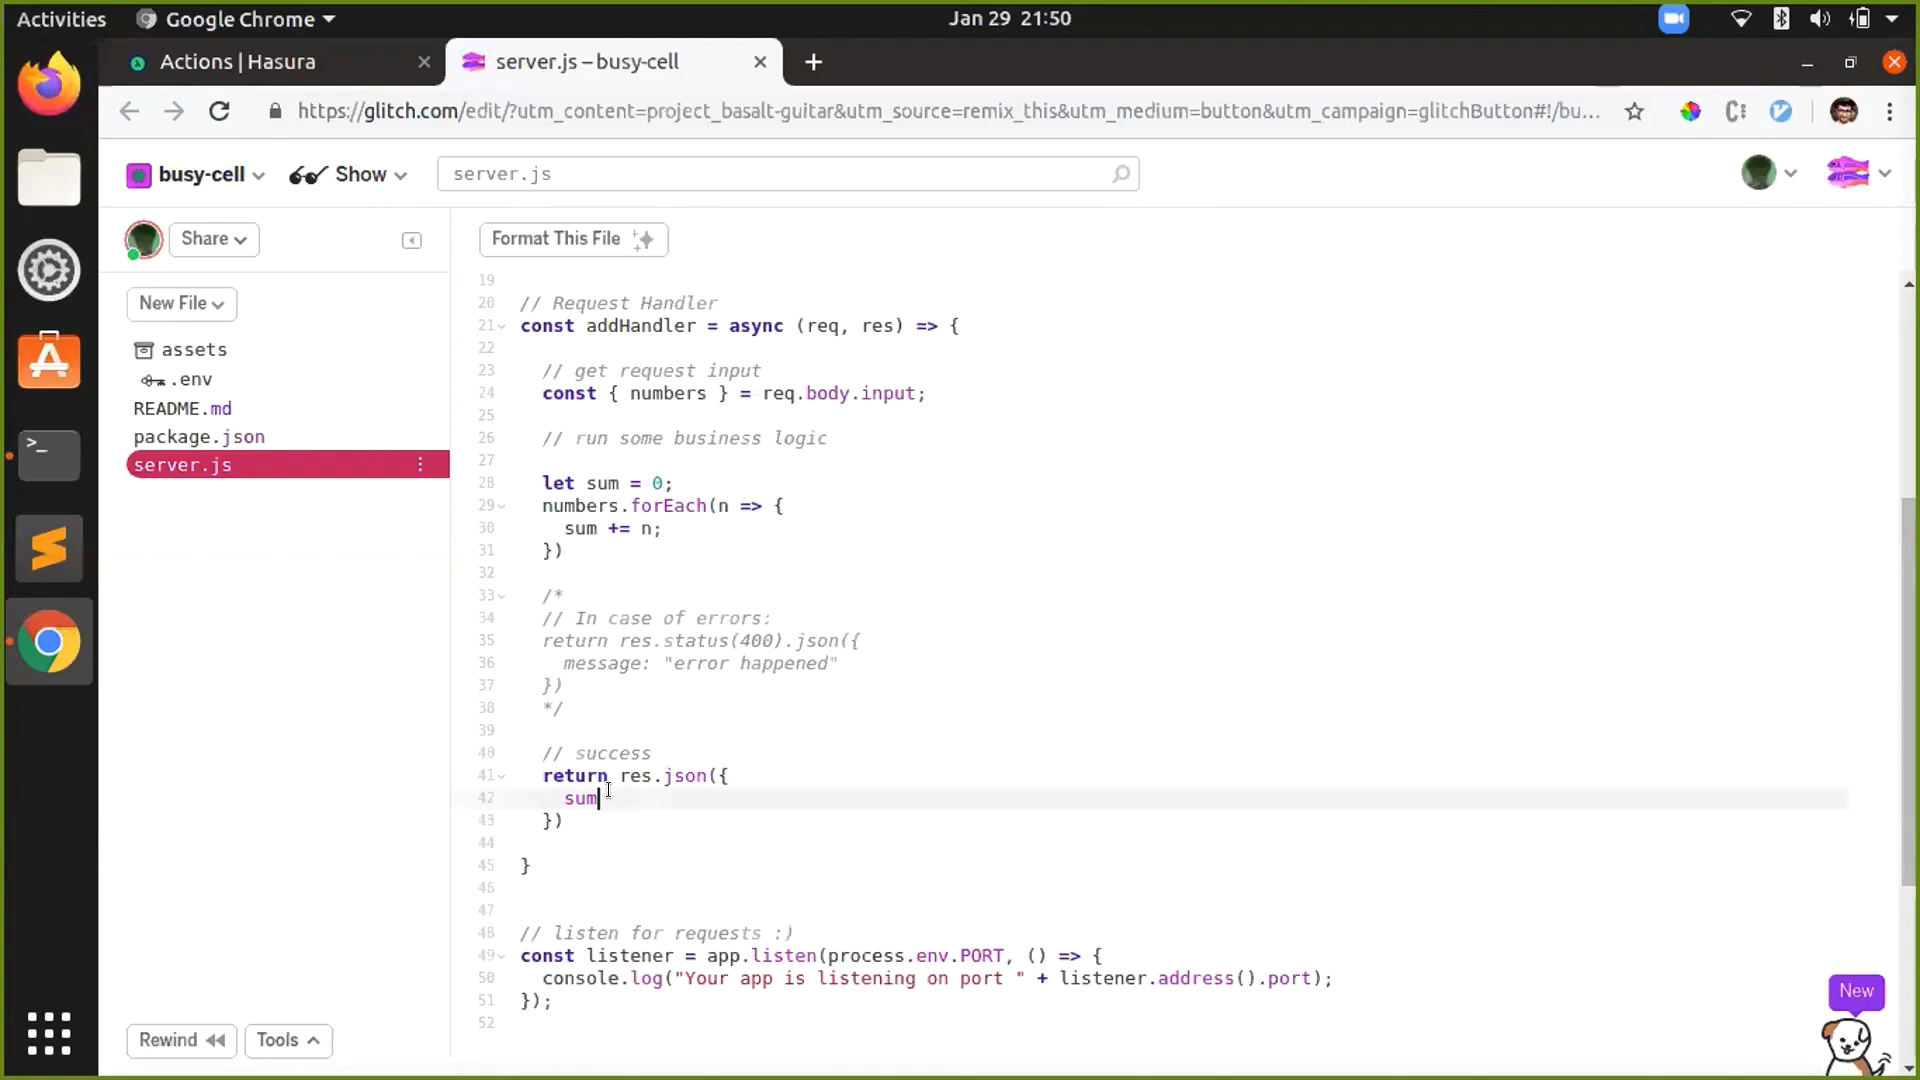 Activities
Google Chrome
Jan 29 21:50
Actions | Hasura
server.js – busy-cell
https://glitch.com/edit/?utm_content=project_basalt-guitar&utm_source=remix_this&utm_medium=button&utm_campaign=glitchButton#!/bu...
busy-cell
Show
server.js
Share
Format This File
New File
assets
.env
README.md
package.json
server.js
19
20 // Request Handler
21 const addHandler = async (req, res) => {
22
23 // get request input
24 const { numbers } = req.body.input;
25
26 // run some business logic
27
28 let sum = 0;
29 numbers.forEach(n => {
30 sum += n;
31 })
32
33 /*
34 // In case of errors:
35 return res.status(400).json({
36 message: "error happened"
37 })
38 */
39
40 // success
41 return res.json({
42 sum
43 })
44
45 }
46
47
48 // listen for requests :)
49 const listener = app.listen(process.env.PORT, () => {
50 console.log("Your app is listening on port " + listener.address().port);
51 });
52
New
Rewind
Tools